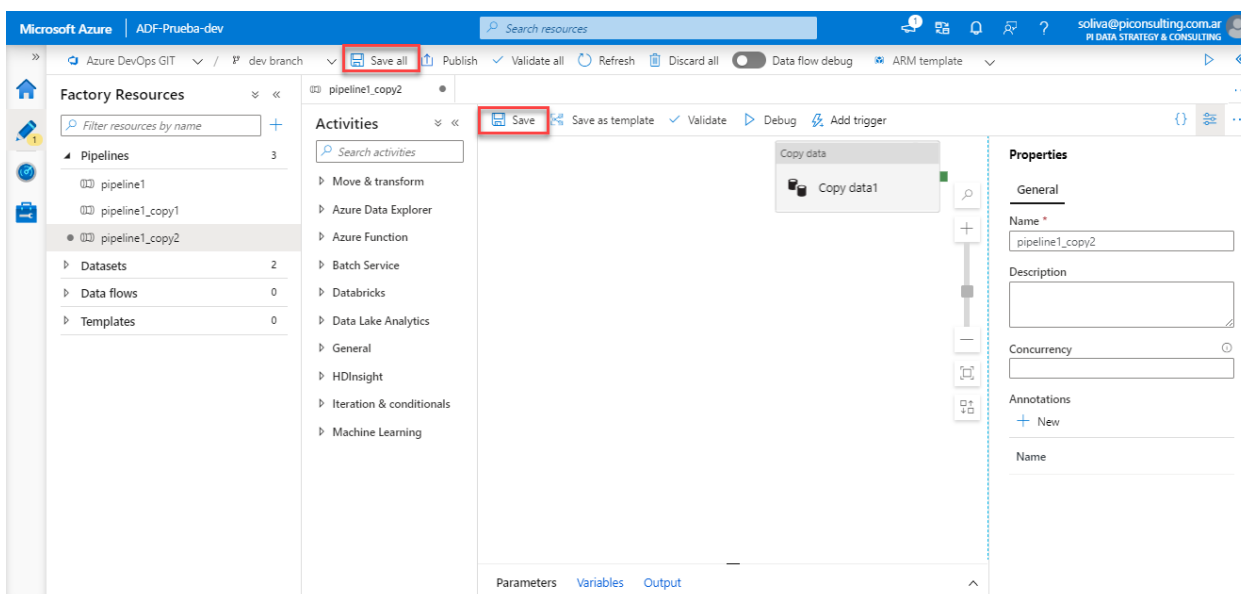 Microsoft Azure ADF-Prueba-dev Search resources 1 ? soliva@piconsulting.com.ar
PI DATA STRATEGY & CONSULTING
» Azure DevOps GIT / dev branch Save all Publish Validate all Refresh Discard all Data flow debug ARM template
Factory Resources
Filter resources by name +
Pipelines 3
pipeline1
pipeline1_copy1
pipeline1_copy2
Datasets 2
Data flows 0
Templates 0
1
pipeline1_copy2
Activities
Search activities
Move & transform
Azure Data Explorer
Azure Function
Batch Service
Databricks
Data Lake Analytics
General
HDInsight
Iteration & conditionals
Machine Learning
Save Save as template Validate Debug Add trigger {}
Copy data
Copy data1
Parameters Variables Output
Properties
General
Name *
pipeline1_copy2
Description
Concurrency
Annotations
+ New
Name